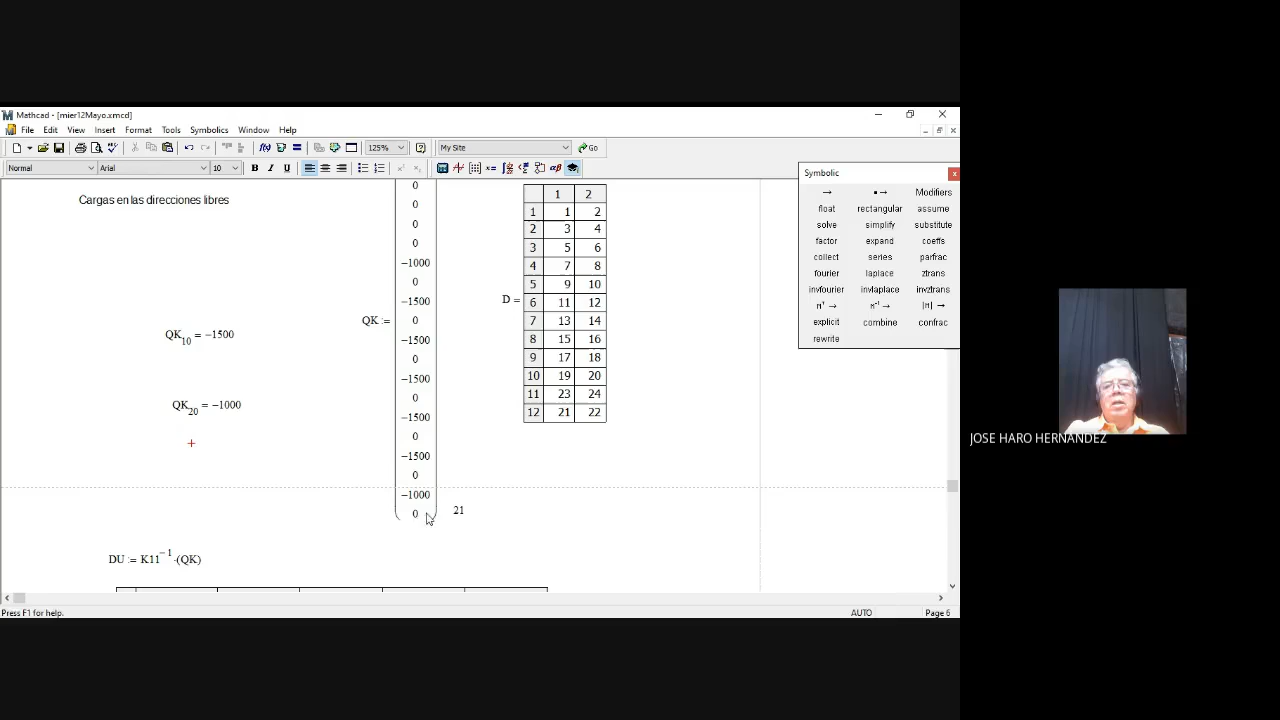 Mathcad - [mier12Mayo.xmcd]
File Edit View Insert Format Tools Symbolics Window Help
125% My Site Go
Normal Arial 10 B I U
Symbolic
→ ▪ → Modifiers
float rectangular assume
solve simplify substitute
factor expand coeffs
collect series parfrac
fourier laplace ztrans
invfourier invlaplace invztrans
Mᵀ → M⁻¹ → |M| →
explicit combine confrac
rewrite
Cargas en las direcciones libres
QK10 = −1500
QK20 = −1000
QK :=
0
0
0
0
−1000
0
−1500
0
−1500
0
−1500
0
−1500
0
−1500
0
−1000
0
21
D =
1 2
1 1 2
2 3 4
3 5 6
4 7 8
5 9 10
6 11 12
7 13 14
8 15 16
9 17 18
10 19 20
11 23 24
12 21 22
DU := K11⁻¹·(QK)
Press F1 for help. AUTO Page 6
JOSE HARO HERNANDEZ